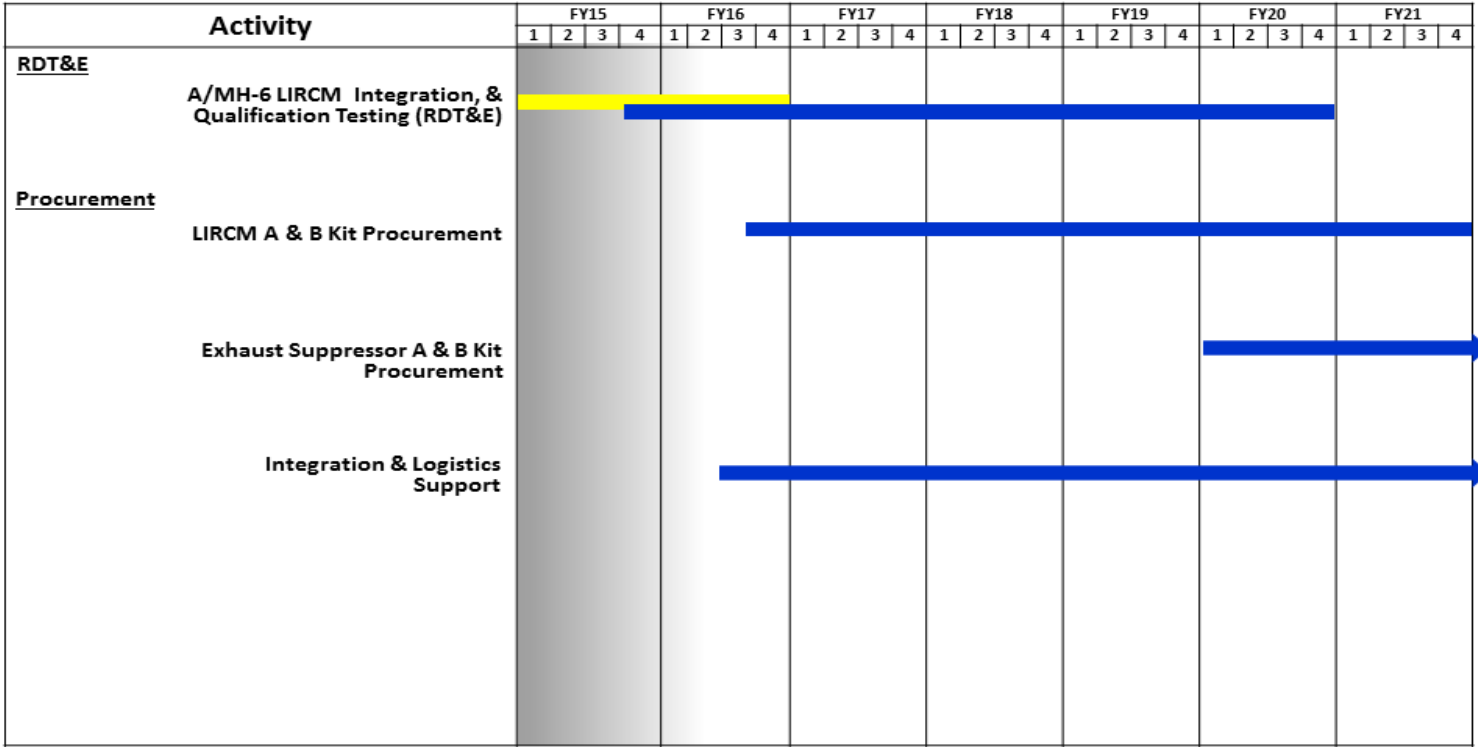 Activity
FY15 FY16 FY17 FY18 FY19 FY20 FY21
1 2 3 4 1 2 3 4 1 2 3 4 1 2 3 4 1 2 3 4 1 2 3 4 1 2 3 4
RDT&E
A/MH-6 LIRCM Integration, &
Qualification Testing (RDT&E)
Procurement
LIRCM A & B Kit Procurement
Exhaust Suppressor A & B Kit
Procurement
Integration & Logistics
Support